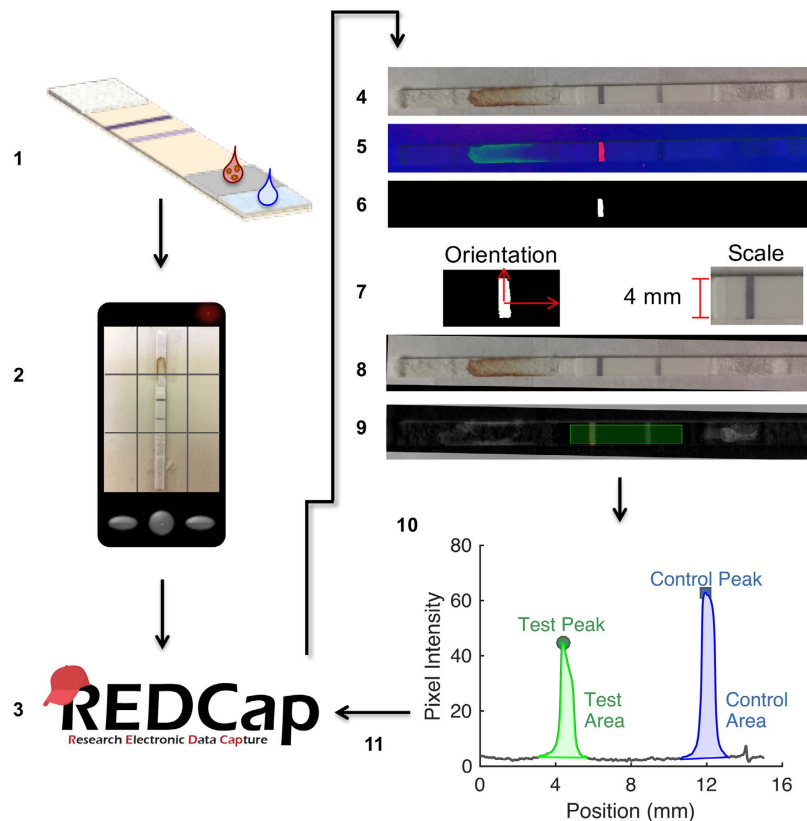 1
2
3
REDCap
Research Electronic Data Capture
4
5
6
7
Orientation
Scale
4 mm
8
9
10
80
60
40
20
0
Pixel Intensity
Control Peak
Test Peak
Test
Area
Control
Area
0
4
8
12
16
Position (mm)
11